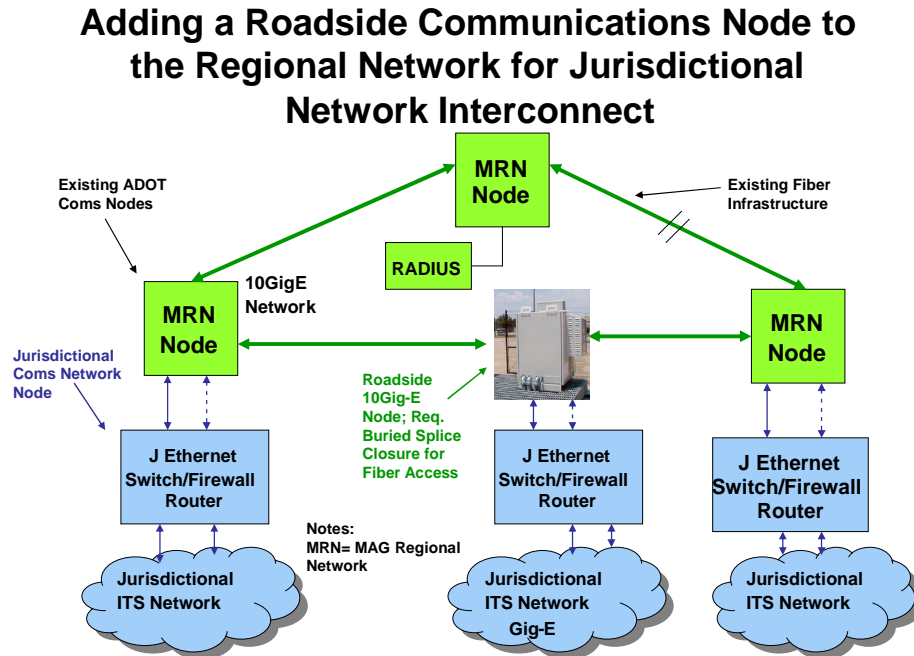 Adding a Roadside Communications Node to
the Regional Network for Jurisdictional
Network Interconnect
MRN
Node
Existing ADOT
Coms Nodes
Existing Fiber
Infrastructure
RADIUS
10GigE
Network
MRN
Node
MRN
Node
Jurisdictional
Coms Network
Node
Roadside
10Gig-E
Node; Req.
Buried Splice
Closure for
Fiber Access
J Ethernet
Switch/Firewall
Router
J Ethernet
Switch/Firewall
Router
J Ethernet
Switch/Firewall
Router
Notes:
MRN= MAG Regional
Network
Jurisdictional
ITS Network
Jurisdictional
ITS Network
Gig-E
Jurisdictional
ITS Network